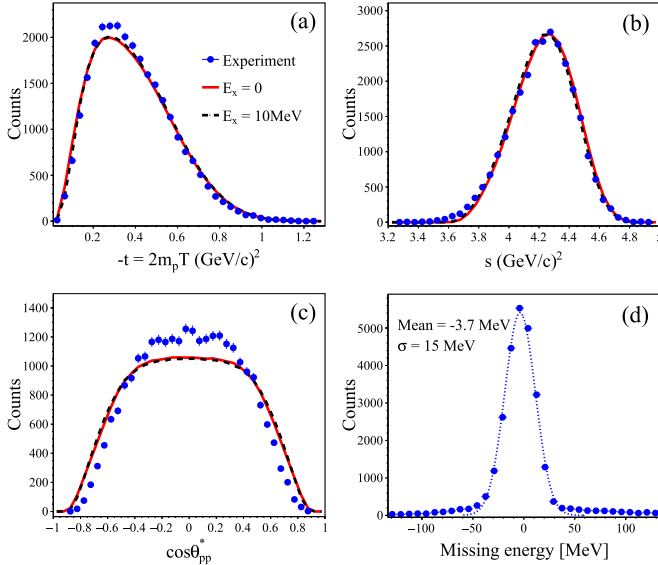 (a)
Counts
2000
1500
1000
500
0
Experiment
Eₓ = 0
Eₓ = 10MeV
0.2 0.4 0.6 0.8 1 1.2
-t = 2mₚT (GeV/c)²
(b)
Counts
3000
2500
2000
1500
1000
500
0
3.2 3.4 3.6 3.8 4 4.2 4.4 4.6 4.8 5
s (GeV/c)²
(c)
Counts
1400
1200
1000
800
600
400
200
0
−1 −0.8 −0.6 −0.4 −0.2 0 0.2 0.4 0.6 0.8 1
cosθ*pp
(d)
Counts
5000
4000
3000
2000
1000
0
Mean = -3.7 MeV
σ = 15 MeV
−100 −50 0 50 100
Missing energy [MeV]